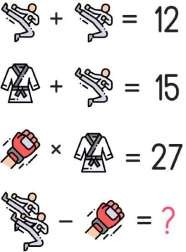 + = 12
+ = 15
× = 27
- = ?